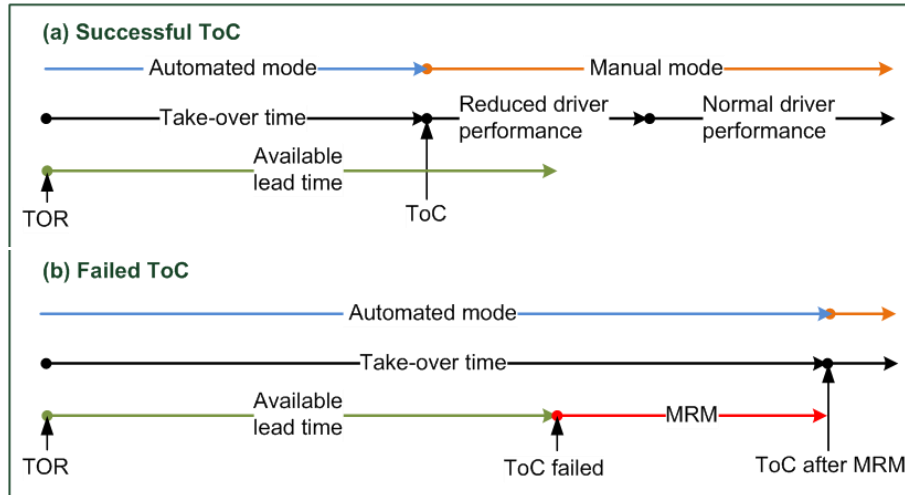 (a) Successful ToC
Automated mode
Manual mode
Take-over time
Reduced driver
performance
Normal driver
performance
Available
lead time
TOR
ToC
(b) Failed ToC
Automated mode
Take-over time
Available
lead time
MRM
TOR
ToC failed
ToC after MRM